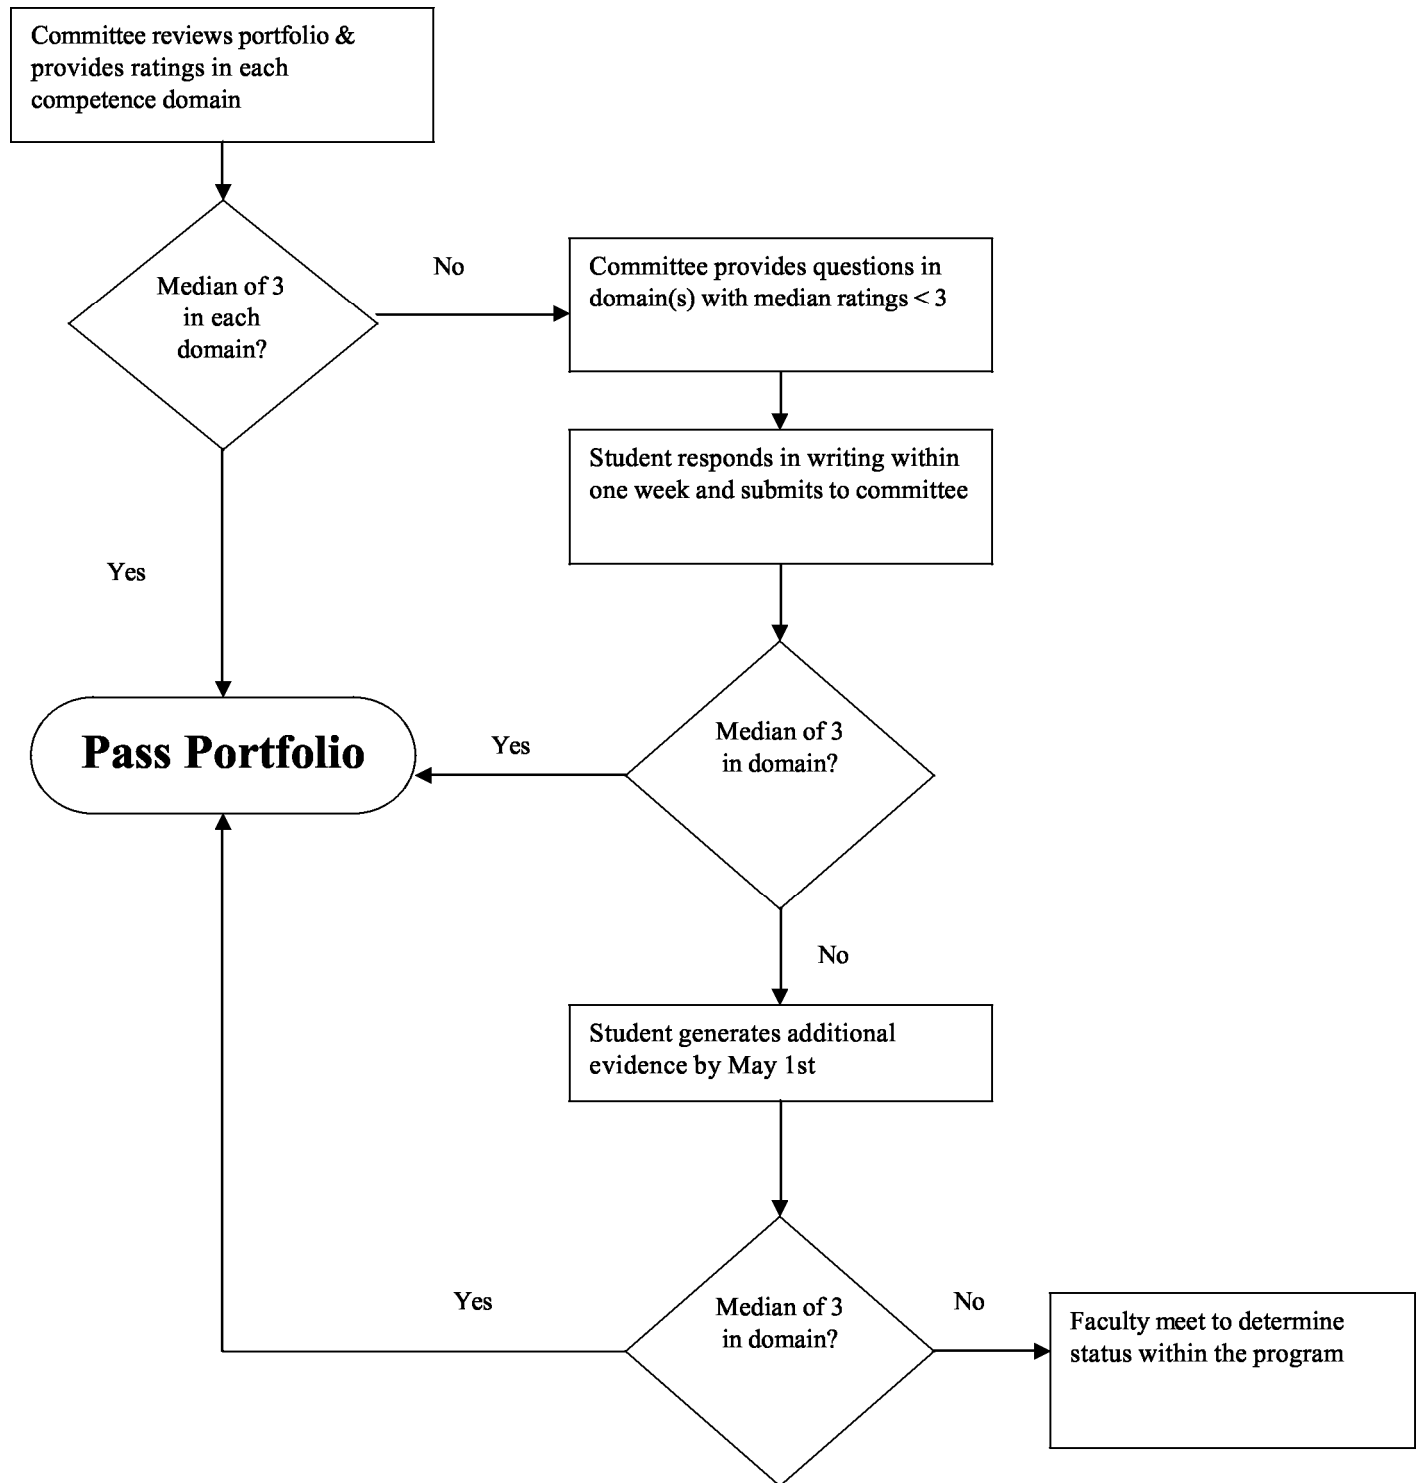 Committee reviews portfolio &
provides ratings in each
competence domain
Median of 3
in each
domain?
No
Committee provides questions in
domain(s) with median ratings < 3
Student responds in writing within
one week and submits to committee
Yes
Pass Portfolio
Yes
Median of 3
in domain?
No
Student generates additional
evidence by May 1st
Yes
Median of 3
in domain?
No
Faculty meet to determine
status within the program